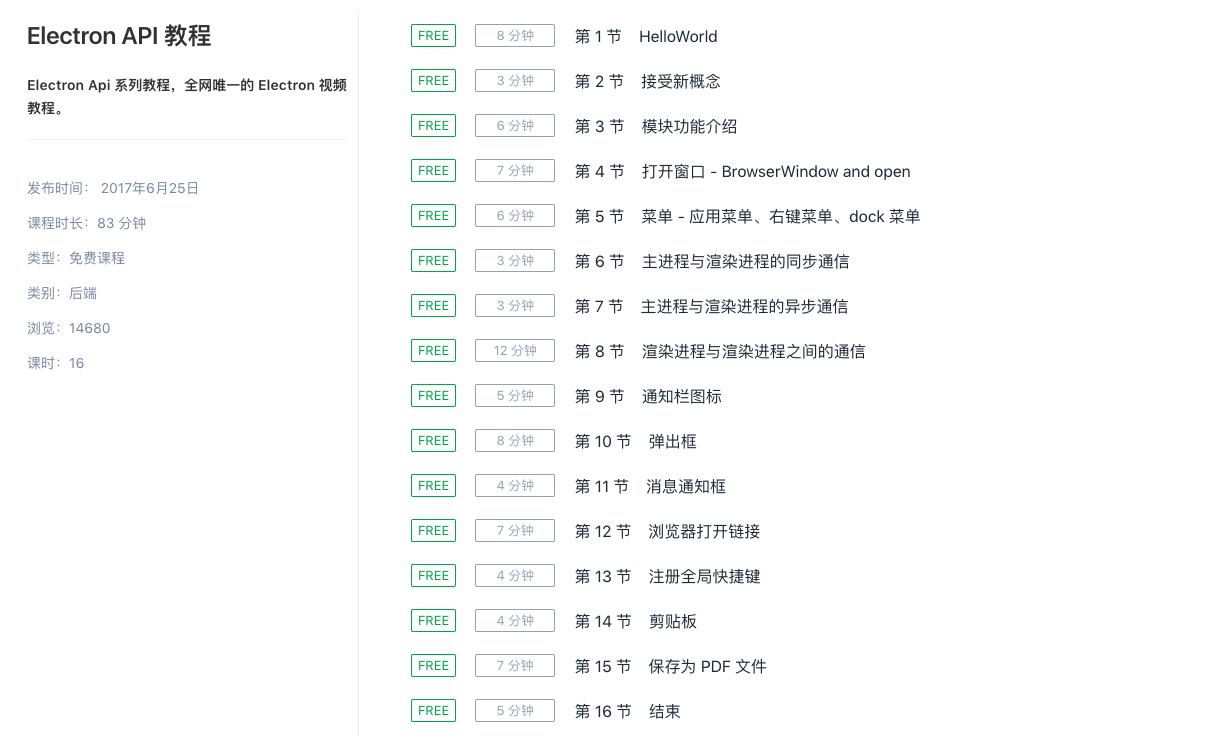 Electron API 教程
Electron Api 系列教程，全网唯一的 Electron 视频
教程。
发布时间： 2017年6月25日
课程时长：83 分钟
类型：免费课程
类别：后端
浏览：14680
课时：16
FREE 8 分钟 第 1 节 HelloWorld
FREE 3 分钟 第 2 节 接受新概念
FREE 6 分钟 第 3 节 模块功能介绍
FREE 7 分钟 第 4 节 打开窗口 - BrowserWindow and open
FREE 6 分钟 第 5 节 菜单 - 应用菜单、右键菜单、dock 菜单
FREE 3 分钟 第 6 节 主进程与渲染进程的同步通信
FREE 3 分钟 第 7 节 主进程与渲染进程的异步通信
FREE 12 分钟 第 8 节 渲染进程与渲染进程之间的通信
FREE 5 分钟 第 9 节 通知栏图标
FREE 8 分钟 第 10 节 弹出框
FREE 4 分钟 第 11 节 消息通知框
FREE 7 分钟 第 12 节 浏览器打开链接
FREE 4 分钟 第 13 节 注册全局快捷键
FREE 4 分钟 第 14 节 剪贴板
FREE 7 分钟 第 15 节 保存为 PDF 文件
FREE 5 分钟 第 16 节 结束